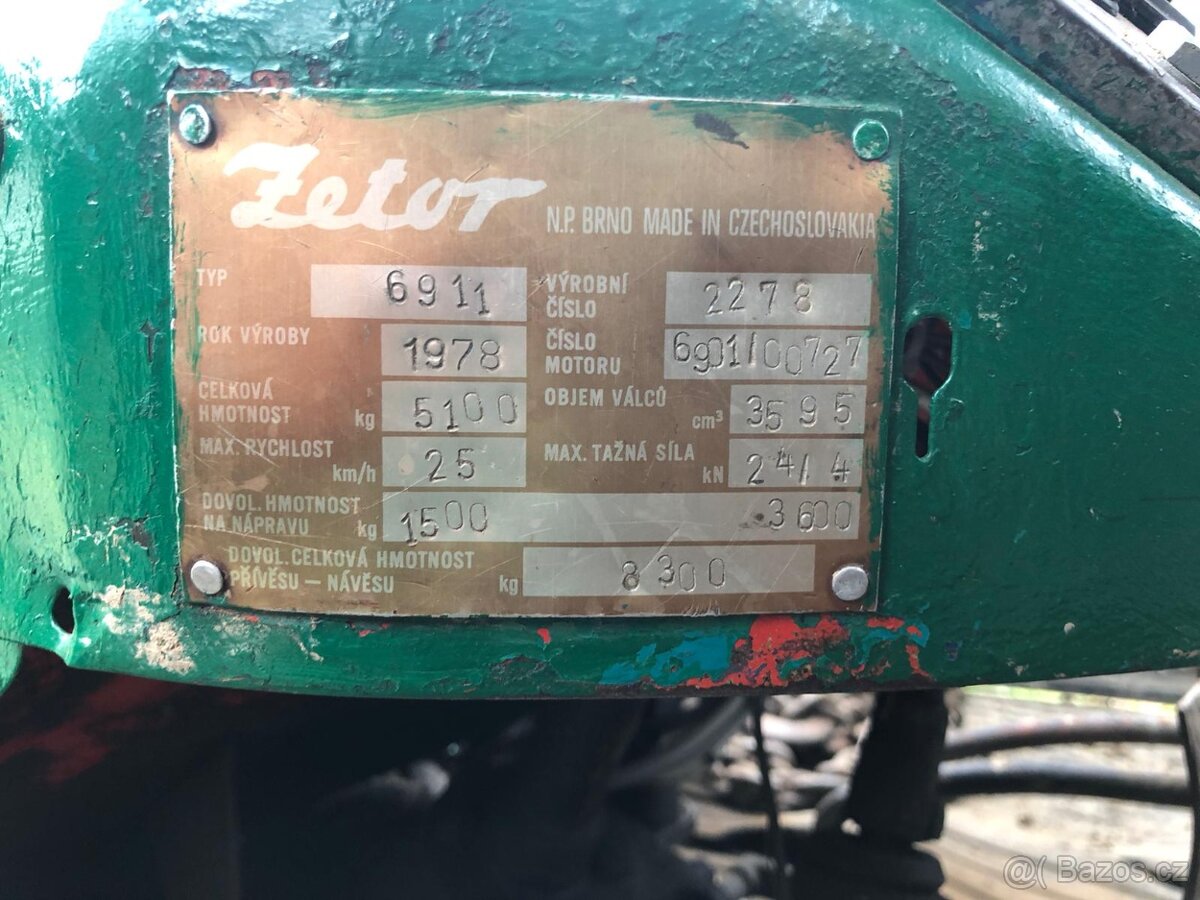 Zetor N.P. BRNO MADE IN CZECHOSLOVAKIA
TYP 6911 VÝROBNÍ ČÍSLO 2278
ROK VÝROBY 1978 ČÍSLO MOTORU 6901/00727
CELKOVÁ HMOTNOST kg 5100 OBJEM VÁLCŮ cm³ 3595
MAX. RYCHLOST km/h 25 MAX. TAŽNÁ SÍLA kN 24/4
DOVOL. HMOTNOST NA NÁPRAVU kg 1500 3600
DOVOL. CELKOVÁ HMOTNOST
PŘÍVĚSU – NÁVĚSU kg 8300
@( Bazos.cz